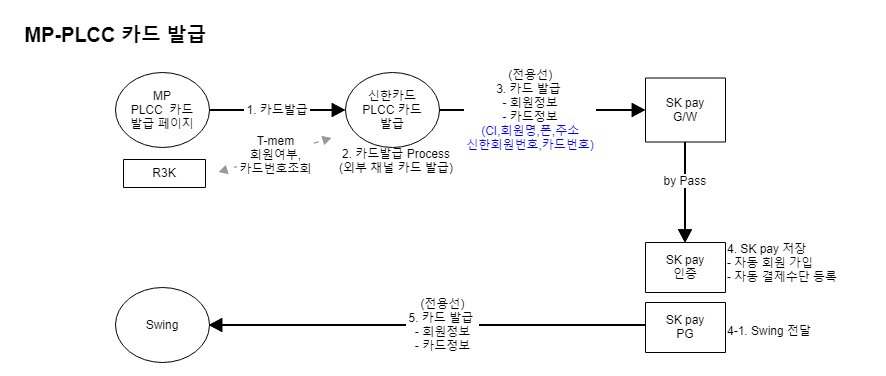 MP-PLCC 카드 발급
MP
PLCC 카드
발급 페이지
1. 카드발급
신한카드
PLCC 카드
발급
(전용선)
3. 카드 발급
- 회원정보
- 카드정보
(CI,회원명,폰,주소
신한회원번호,카드번호)
SK pay
G/W
T-mem
회원여부,
카드번호조회
R3K
2. 카드발급 Process
(외부 채널 카드 발급)
by Pass
SK pay
인증
4. SK pay 저장
- 자동 회원 가입
- 자동 결제수단 등록
Swing
(전용선)
5. 카드 발급
- 회원정보
- 카드정보
SK pay
PG
4-1. Swing 전달